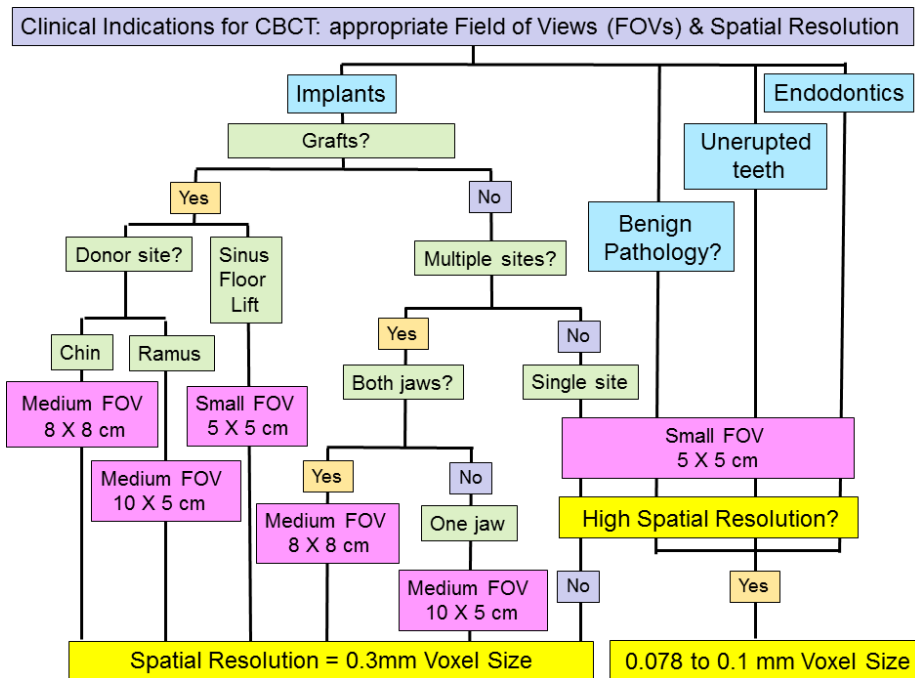 Clinical Indications for CBCT: appropriate Field of Views (FOVs) & Spatial Resolution
Implants
Endodontics
Grafts?
Unerupted
teeth
Yes
No
Benign
Pathology?
Donor site?
Sinus
Floor
Lift
Multiple sites?
Yes
No
Chin
Ramus
Both jaws?
Single site
Medium FOV
8 X 8 cm
Small FOV
5 X 5 cm
Small FOV
5 X 5 cm
Medium FOV
10 X 5 cm
Yes
No
Medium FOV
8 X 8 cm
One jaw
High Spatial Resolution?
Medium FOV
10 X 5 cm
No
Yes
Spatial Resolution = 0.3mm Voxel Size
0.078 to 0.1 mm Voxel Size